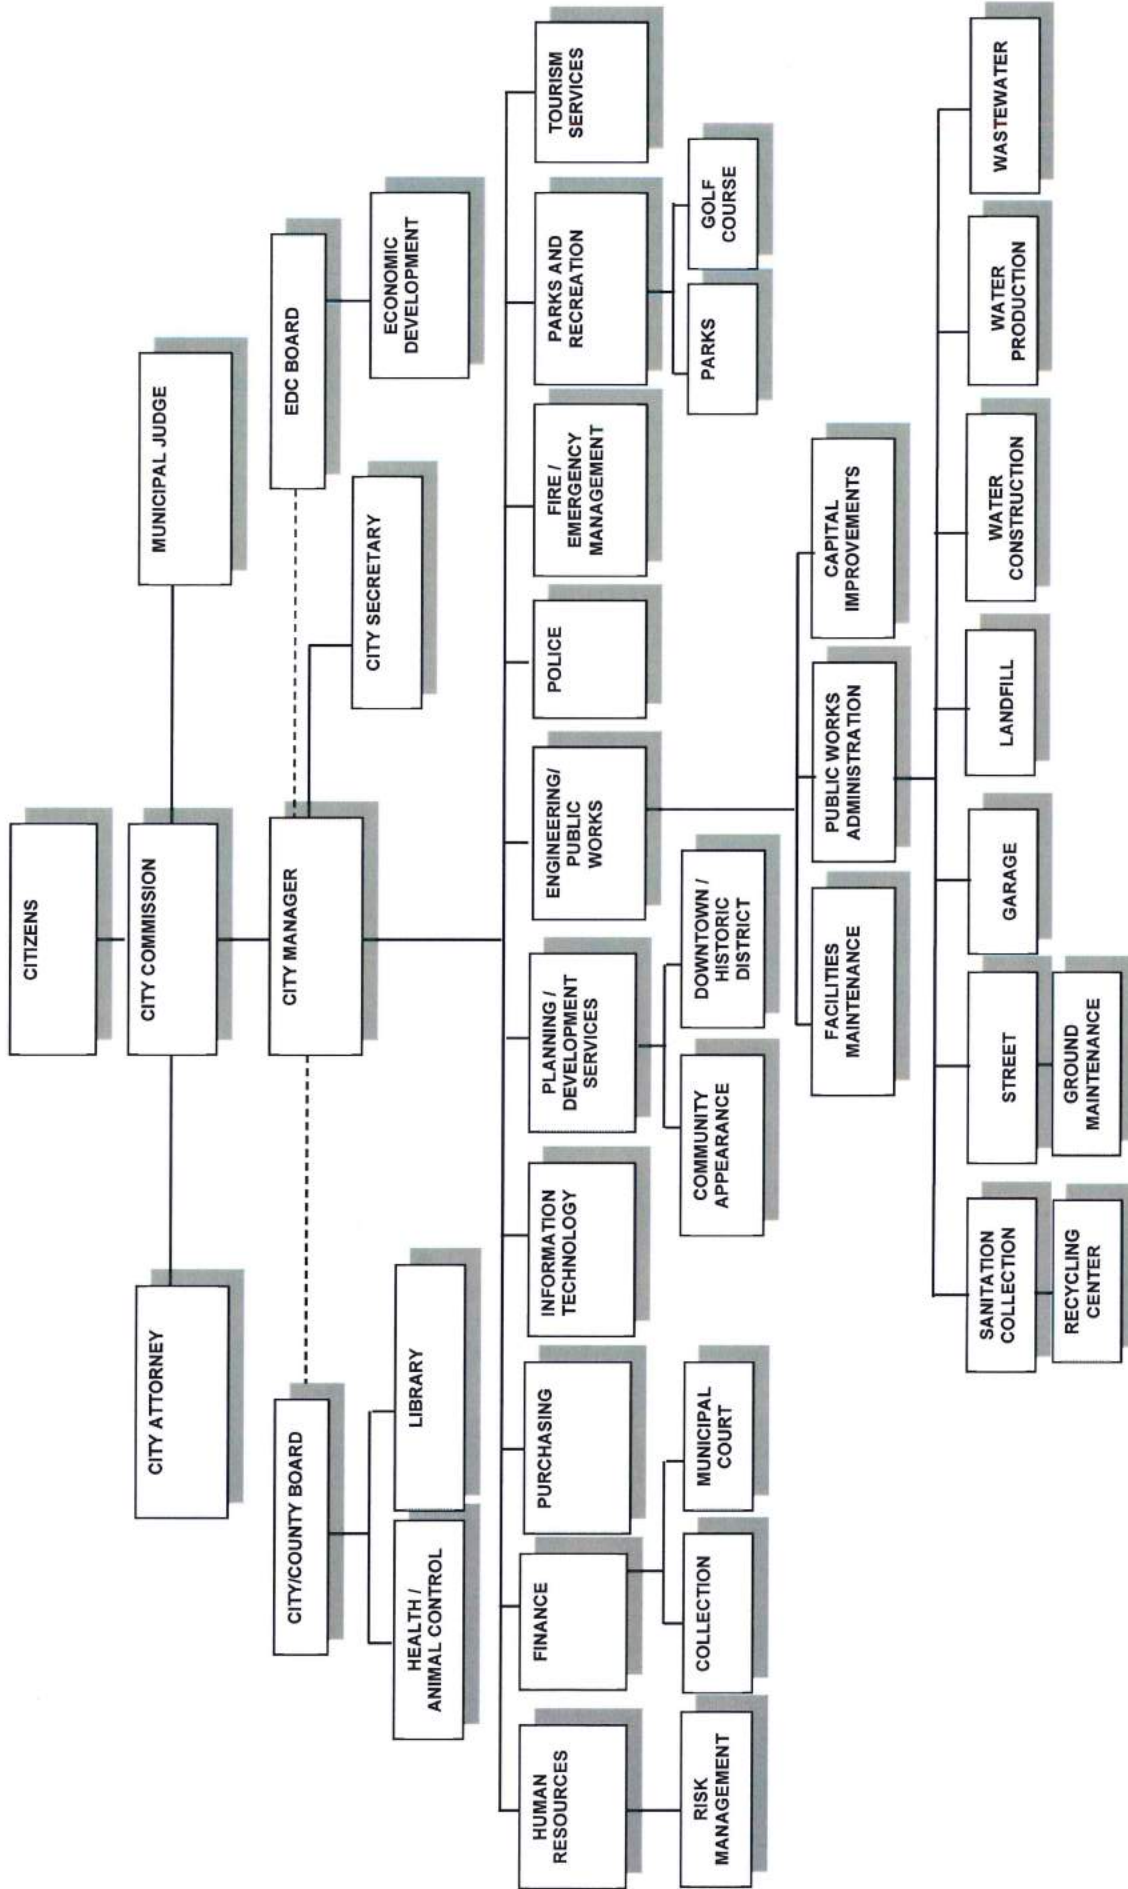 CITIZENS
CITY ATTORNEY
CITY COMMISSION
MUNICIPAL JUDGE
CITY/COUNTY BOARD
CITY MANAGER
EDC BOARD
CITY SECRETARY
HEALTH /
ANIMAL CONTROL
LIBRARY
ECONOMIC
DEVELOPMENT
HUMAN
RESOURCES
FINANCE
PURCHASING
INFORMATION
TECHNOLOGY
PLANNING /
DEVELOPMENT
SERVICES
ENGINEERING/
PUBLIC
WORKS
POLICE
FIRE /
EMERGENCY
MANAGEMENT
PARKS AND
RECREATION
TOURISM
SERVICES
RISK
MANAGEMENT
COLLECTION
MUNICIPAL
COURT
COMMUNITY
APPEARANCE
DOWNTOWN /
HISTORIC
DISTRICT
PARKS
GOLF
COURSE
FACILITIES
MAINTENANCE
PUBLIC WORKS
ADMINISTRATION
CAPITAL
IMPROVEMENTS
SANITATION
COLLECTION
STREET
GARAGE
LANDFILL
WATER
CONSTRUCTION
WATER
PRODUCTION
WASTEWATER
RECYCLING
CENTER
GROUND
MAINTENANCE